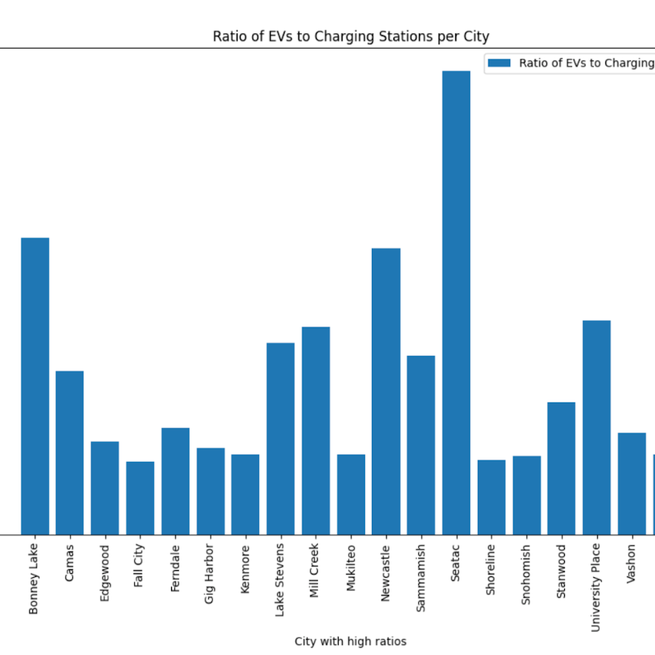 Ratio of EVs to Charging Stations per City
Ratio of EVs to Charging
Bonney Lake
Camas
Edgewood
Fall City
Ferndale
Gig Harbor
Kenmore
Lake Stevens
Mill Creek
Mukilteo
Newcastle
Sammamish
Seatac
Shoreline
Snohomish
Stanwood
University Place
Vashon
City with high ratios